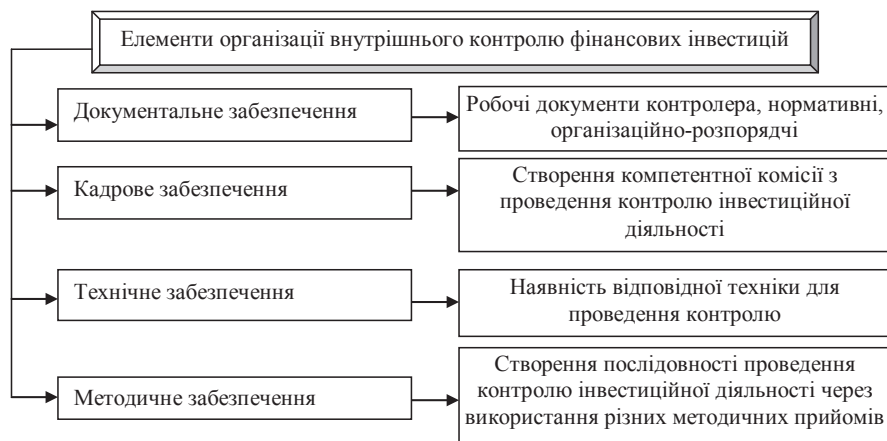 Елементи організації внутрішнього контролю фінансових інвестицій
Документальне забезпечення
Робочі документи контролера, нормативні,
організаційно-розпорядчі
Кадрове забезпечення
Створення компетентної комісії з
проведення контролю інвестиційної
діяльності
Технічне забезпечення
Наявність відповідної техніки для
проведення контролю
Методичне забезпечення
Створення послідовності проведення
контролю інвестиційної діяльності через
використання різних методичних прийомів